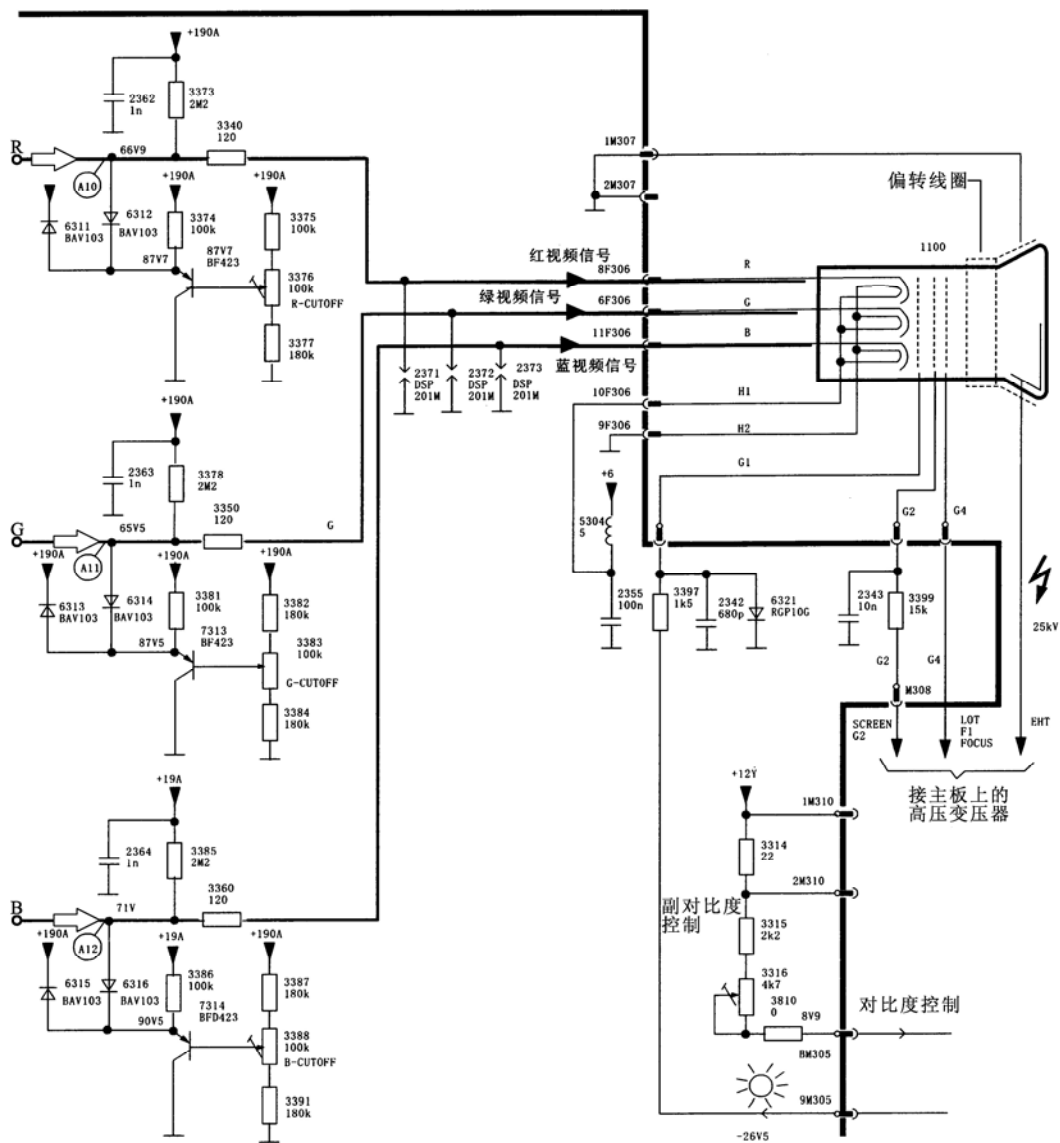 +190A
2362
1n
3373
2M2
3340
120
R
66V9
A10
+190A
+190A
6311
BAV103
6312
BAV103
3374
100k
3375
100k
87V7
87V7
BF423
3376
100k
R-CUTOFF
3377
180k
1M307
2M307
偏转线圈
1100
红视频信号
8F306
R
绿视频信号
6F306
G
11F306
B
蓝视频信号
2371
DSP
201M
2372
DSP
201M
2373
DSP
201M
10F306
H1
9F306
H2
G1
+6
5304
5
G2
G4
+190A
2363
1n
3378
2M2
3350
120
G
G
65V5
+190A
A11
+190A
+190A
6313
BAV103
6314
BAV103
3381
100k
3382
180k
87V5
7313
BF423
3383
100k
G-CUTOFF
3384
180k
2355
100n
3397
1k5
2342
680p
6321
RGP10G
2343
10n
3399
15k
25kV
G2
G4
M308
SCREEN
G2
LOT
F1
FOCUS
EHT
接主板上的
高压变压器
+19A
2364
1n
3385
2M2
3360
120
B
71V
+190A
A12
+19A
+190A
6315
BAV103
6316
BAV103
3386
100k
3387
180k
90V5
7314
BFD423
3388
100k
B-CUTOFF
3391
180k
+12V
1M310
3314
22
2M310
副对比度
控制
3315
2k2
3316
4k7
3810
0
8V9
对比度控制
BM305
9M305
-26V5